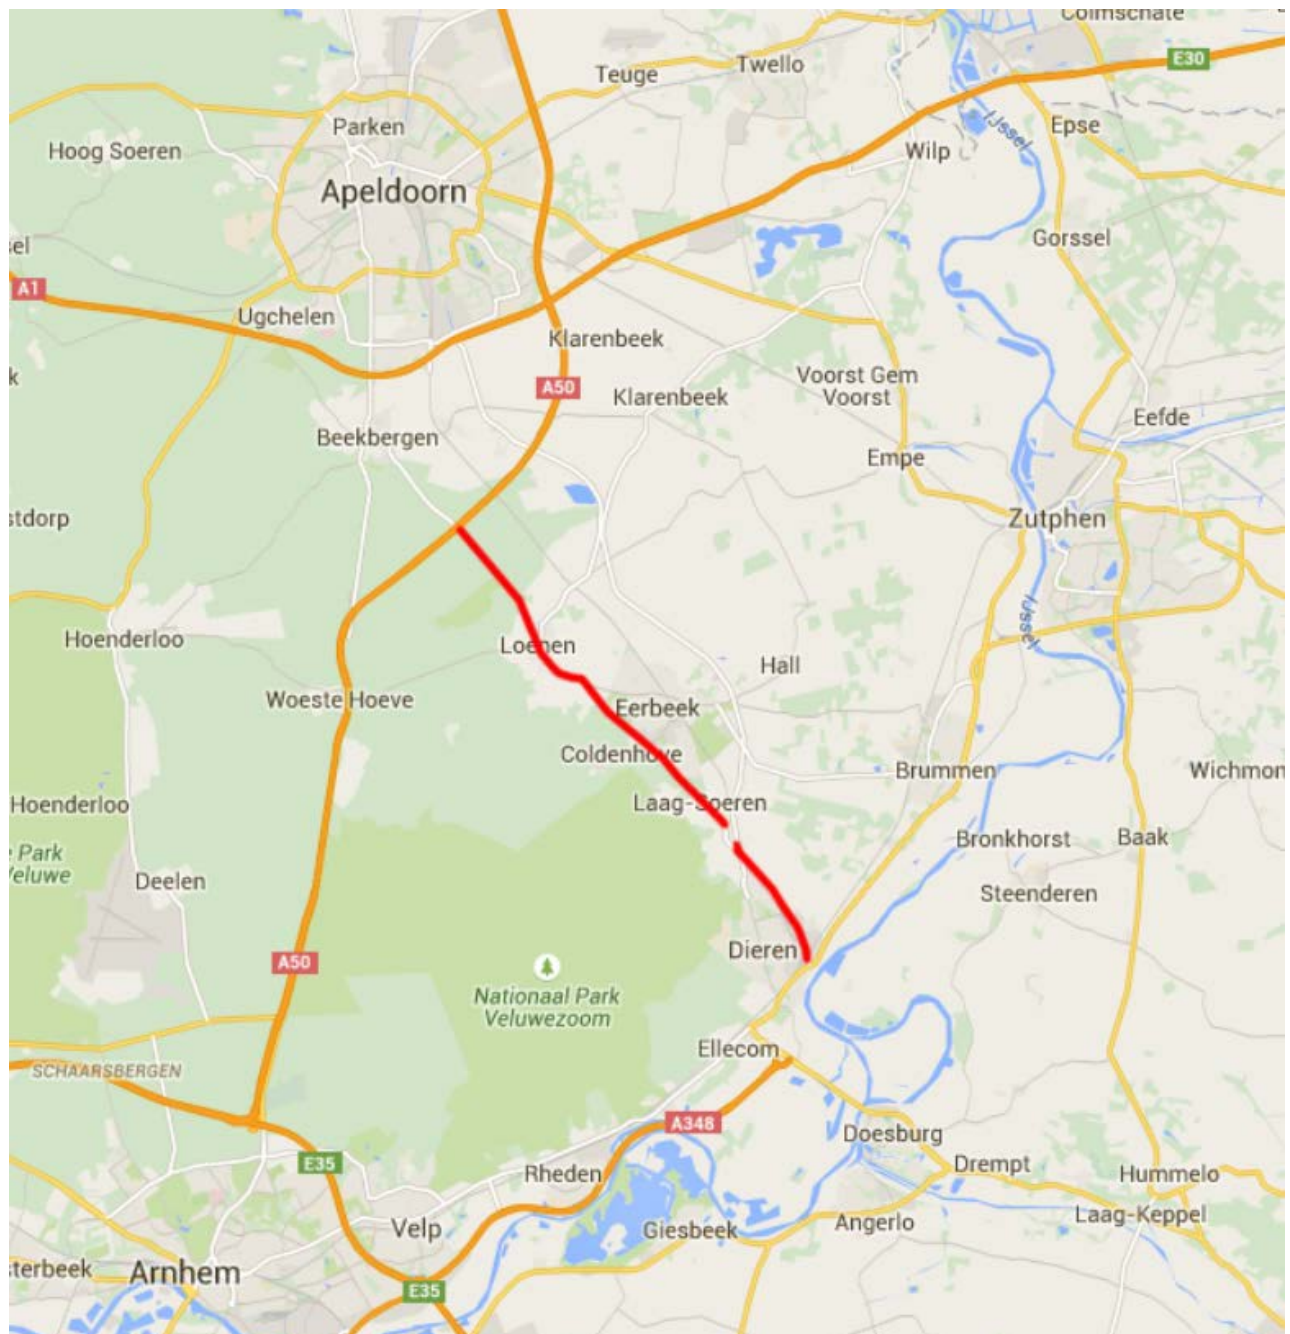 Colmschate
Teuge
Twello
E30
Parken
Epse
IJssel
Hoog Soeren
Wilp
Apeldoorn
Gorssel
A1
Ugchelen
Klarenbeek
Voorst Gem
Voorst
A50
Klarenbeek
Eefde
Beekbergen
Empe
stdorp
Zutphen
IJssel
Hoenderloo
Loenen
Hall
Woeste Hoeve
Eerbeek
Coldenhove
Brummen
Wichmon
Hoenderloo
Laag-Soeren
Bronkhorst
Baak
Park
Veluwe
Deelen
Steenderen
Dieren
A50
Nationaal Park
Veluwezoom
Ellecom
SCHAARSBERGEN
A348
Doesburg
E35
Rheden
Drempt
Hummelo
Velp
Giesbeek
Angerlo
Laag-Keppel
terbeek
Arnhem
E35